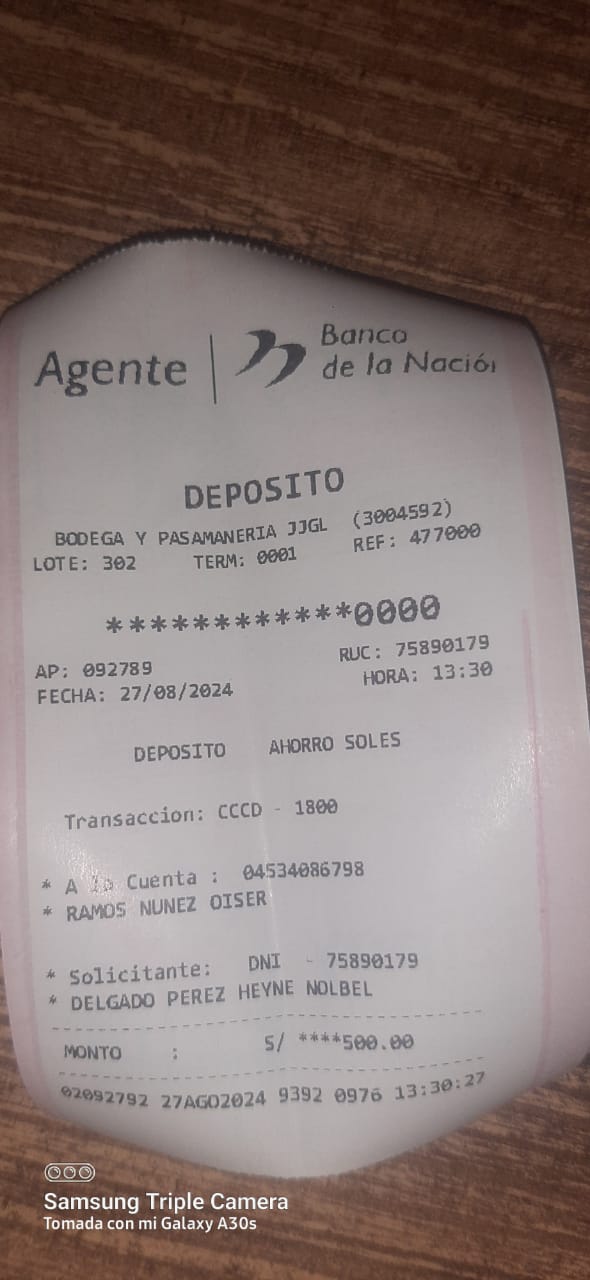 Agente
Banco
de la Nación
DEPOSITO
BODEGA Y PASAMANERIA JJGL (3004592)
LOTE: 302 TERM: 0001 REF: 477000
************0000
AP: 092789 RUC: 75890179
FECHA: 27/08/2024 HORA: 13:30
DEPOSITO AHORRO SOLES
Transaccion: CCCD - 1800
* A la Cuenta : 04534086798
* RAMOS NUNEZ OISER
* Solicitante: DNI - 75890179
* DELGADO PEREZ HEYNE NOLBEL
MONTO : S/ ****500.00
02092792 27AGO2024 9392 0976 13:30:27
Samsung Triple Camera
Tomada con mi Galaxy A30s